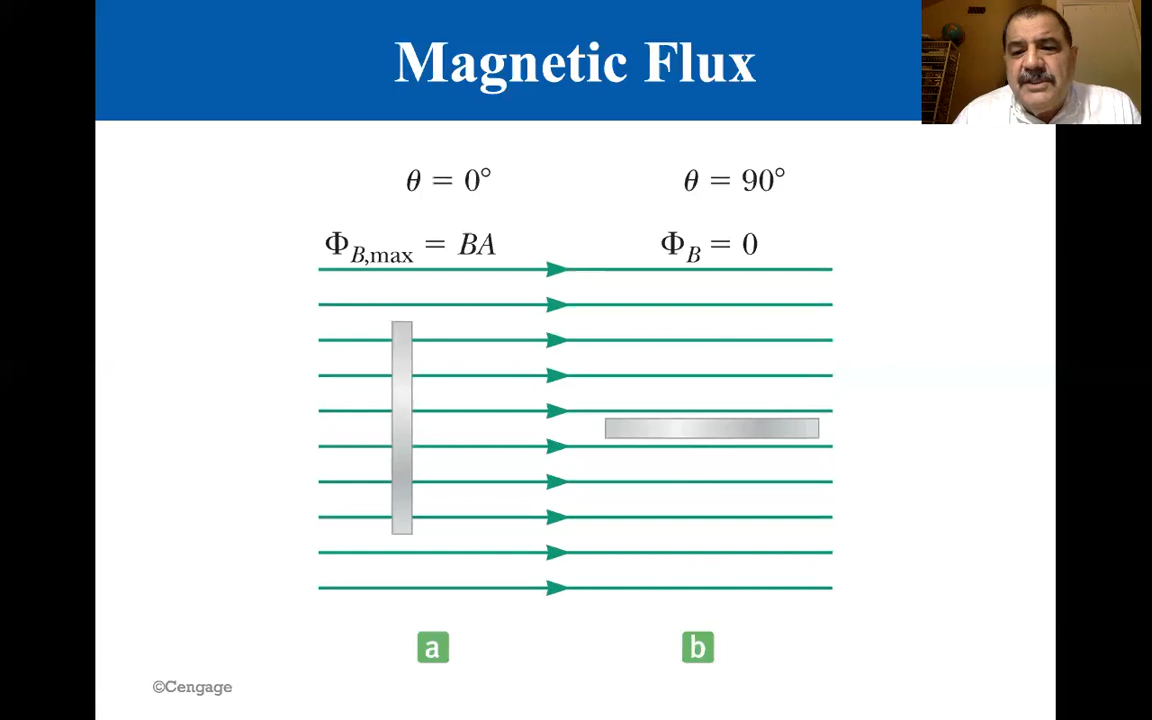 Magnetic Flux
θ = 0°
θ = 90°
Φ_B,max = BA
Φ_B = 0
a
b
©Cengage